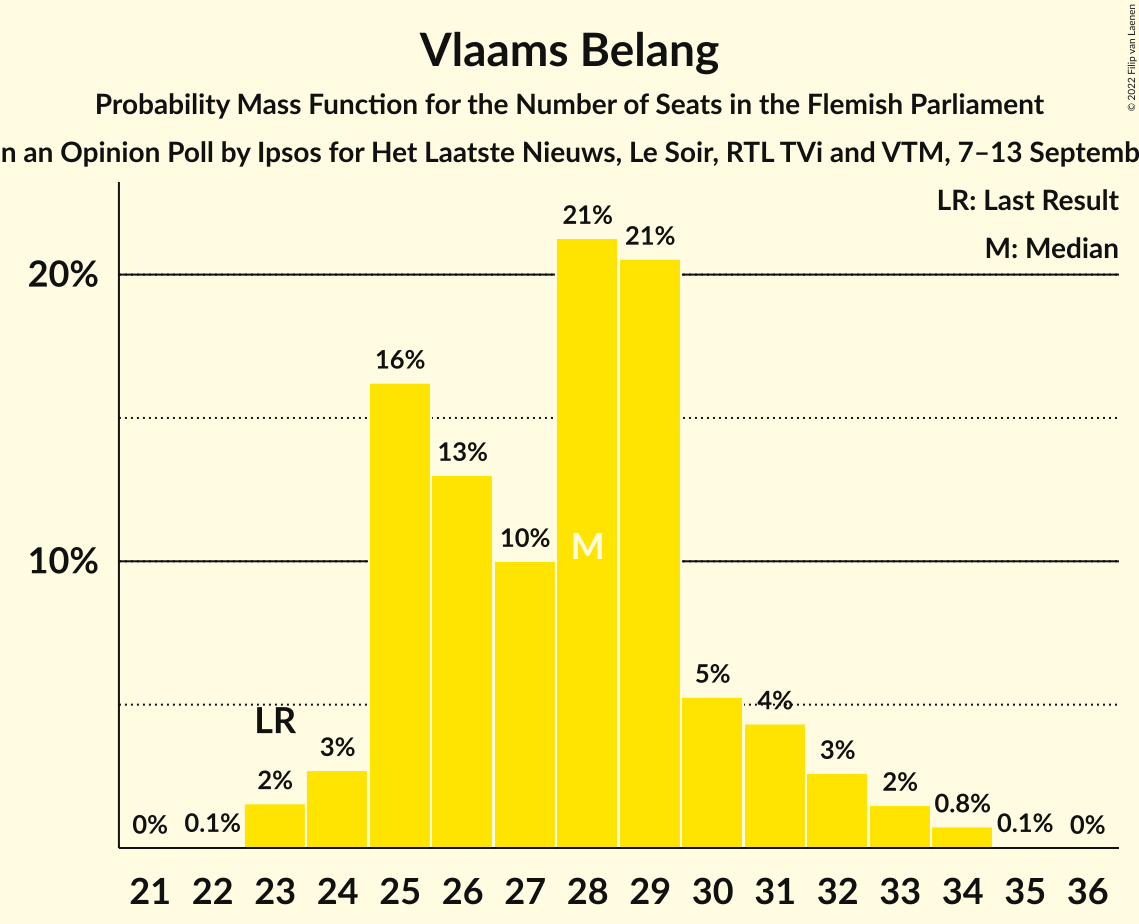 Vlaams Belang
Probability Mass Function for the Number of Seats in the Flemish Parliament
n an Opinion Poll by Ipsos for Het Laatste Nieuws, Le Soir, RTL TVi and VTM, 7–13 Septemb
© 2022 Filip van Laenen
LR: Last Result
M: Median
20%
10%
0%
0.1%
2%
LR
3%
16%
13%
10%
21%
M
21%
5%
4%
3%
2%
0.8%
0.1%
0%
21 22 23 24 25 26 27 28 29 30 31 32 33 34 35 36